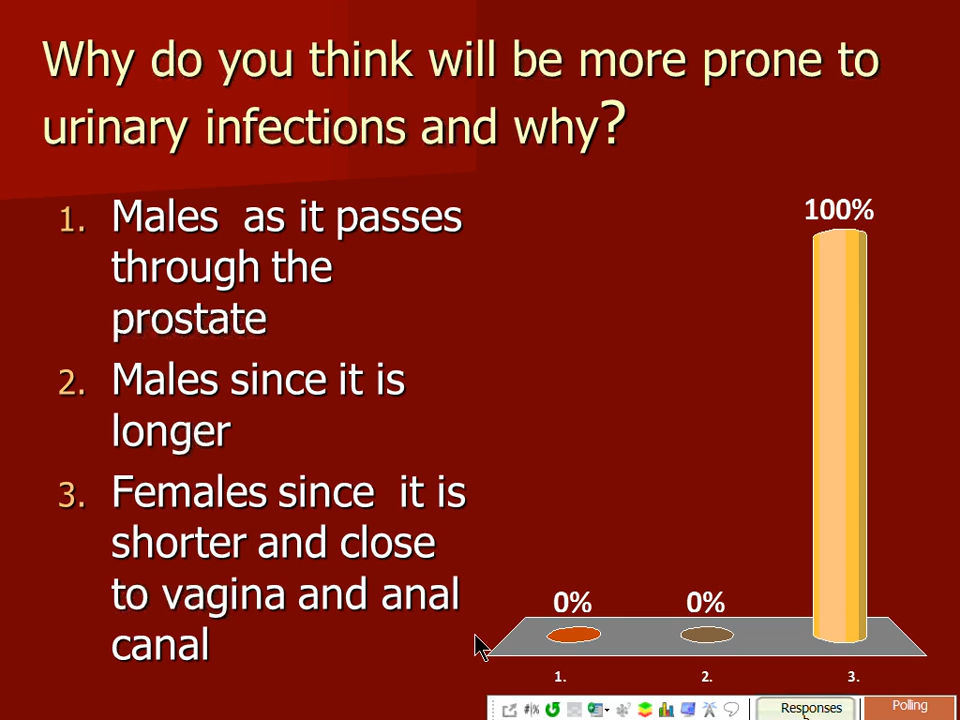 Why do you think will be more prone to
urinary infections and why?
1. Males as it passes
through the
prostate
2. Males since it is
longer
3. Females since it is
shorter and close
to vagina and anal
canal
100%
0%
0%
1.
2.
3.
Responses
Polling